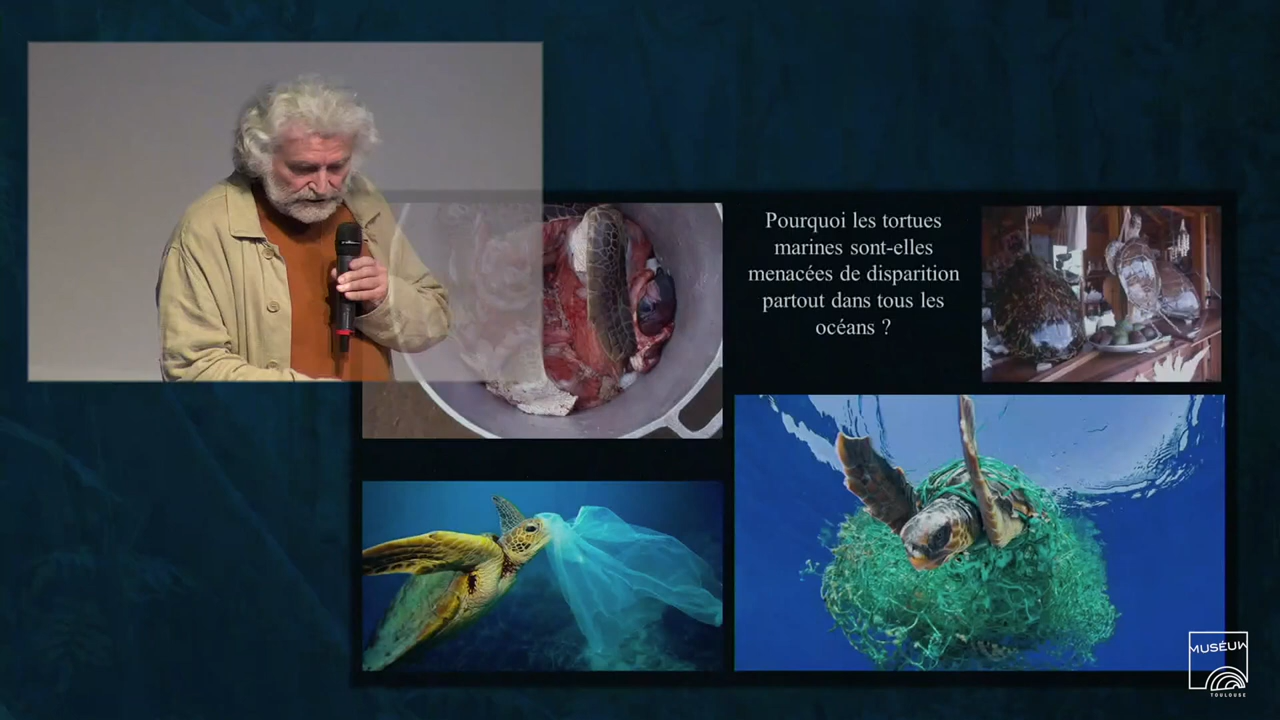 Pourquoi les tortues
marines sont-elles
menacées de disparition
partout dans tous les
océans ?
MUSÉUM
TOULOUSE